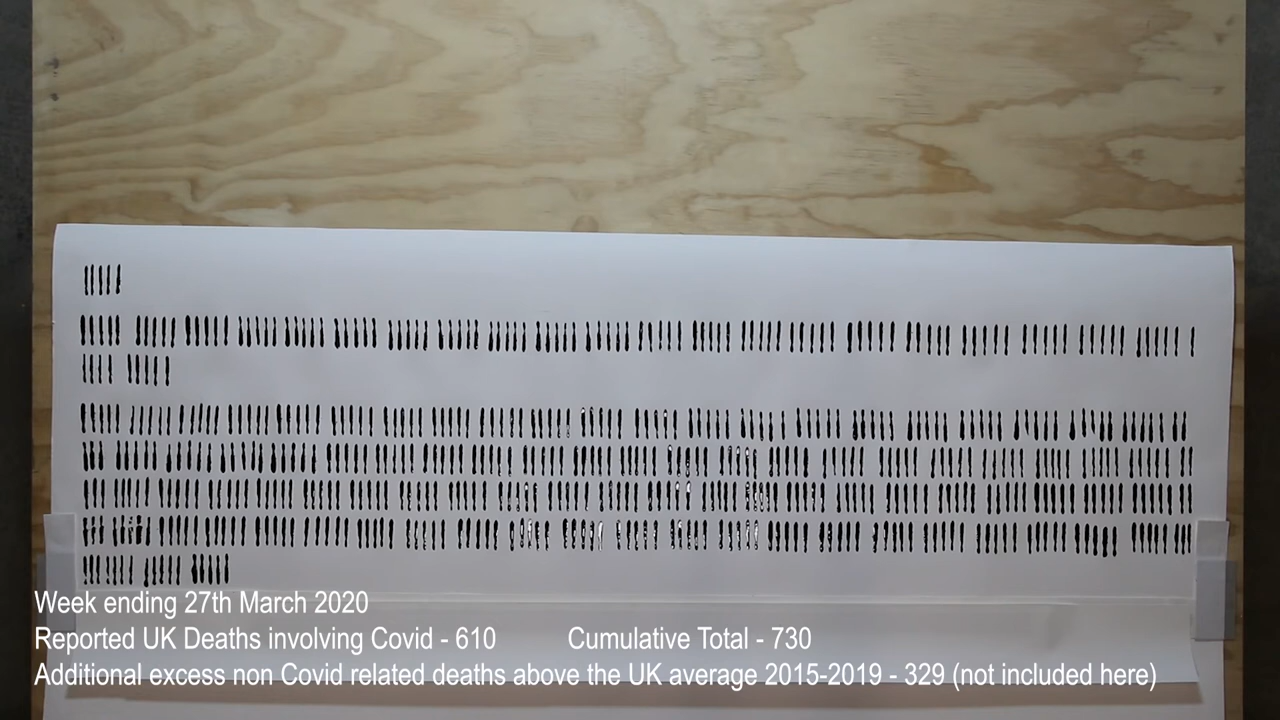 Week ending 27th March 2020
Reported UK Deaths involving Covid - 610 Cumulative Total - 730
Additional excess non Covid related deaths above the UK average 2015-2019 - 329 (not included here)